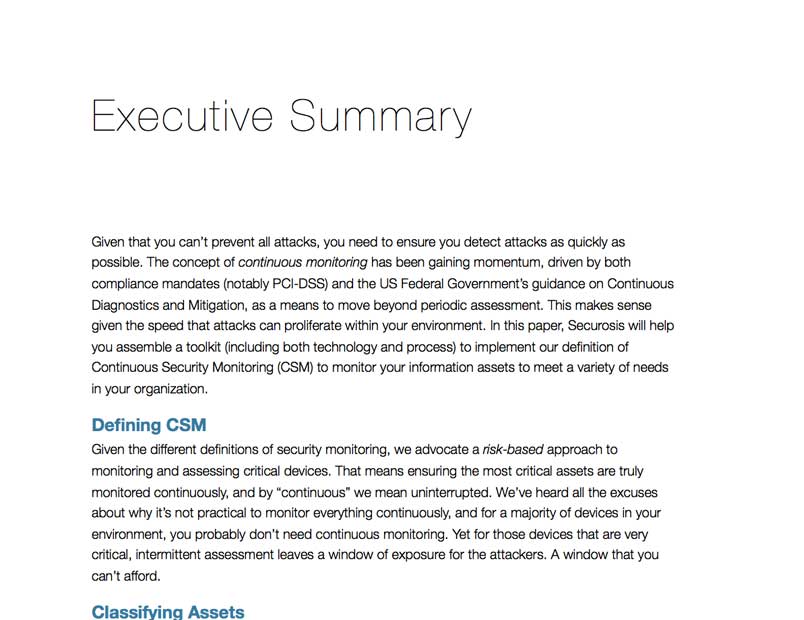 Executive Summary
Given that you can’t prevent all attacks, you need to ensure you detect attacks as quickly as
possible. The concept of continuous monitoring has been gaining momentum, driven by both
compliance mandates (notably PCI-DSS) and the US Federal Government’s guidance on Continuous
Diagnostics and Mitigation, as a means to move beyond periodic assessment. This makes sense
given the speed that attacks can proliferate within your environment. In this paper, Securosis will help
you assemble a toolkit (including both technology and process) to implement our definition of
Continuous Security Monitoring (CSM) to monitor your information assets to meet a variety of needs
in your organization.
Defining CSM
Given the different definitions of security monitoring, we advocate a risk-based approach to
monitoring and assessing critical devices. That means ensuring the most critical assets are truly
monitored continuously, and by “continuous” we mean uninterrupted. We’ve heard all the excuses
about why it’s not practical to monitor everything continuously, and for a majority of devices in your
environment, you probably don’t need continuous monitoring. Yet for those devices that are very
critical, intermittent assessment leaves a window of exposure for the attackers. A window that you
can’t afford.
Classifying Assets